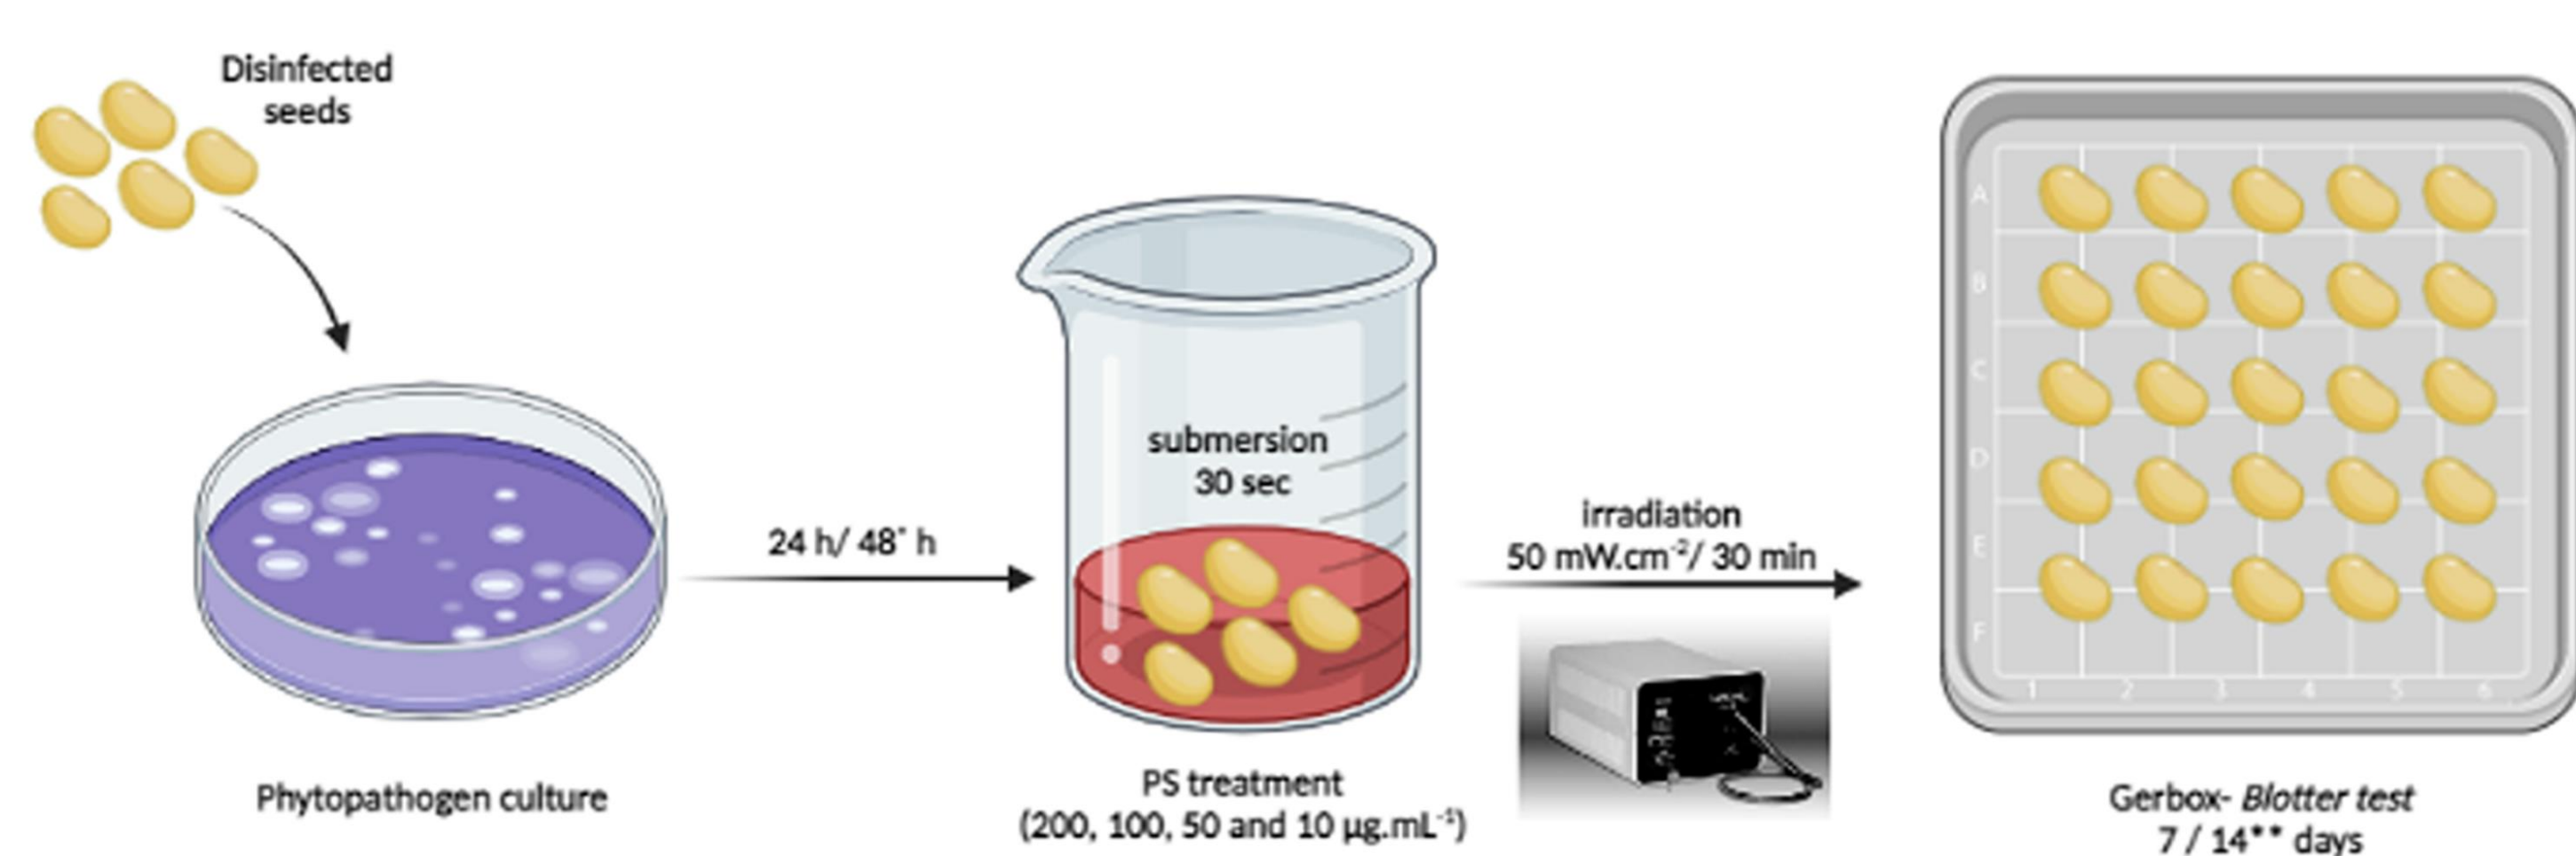 Disinfected
seeds
Phytopathogen culture
24 h/ 48* h
submersion
30 sec
PS treatment
(200, 100, 50 and 10 µg.mL⁻¹)
irradiation
50 mW.cm⁻²/ 30 min
A
B
C
D
E
F
1 2 3 4 5 6
Gerbox- Blotter test
7 / 14** days